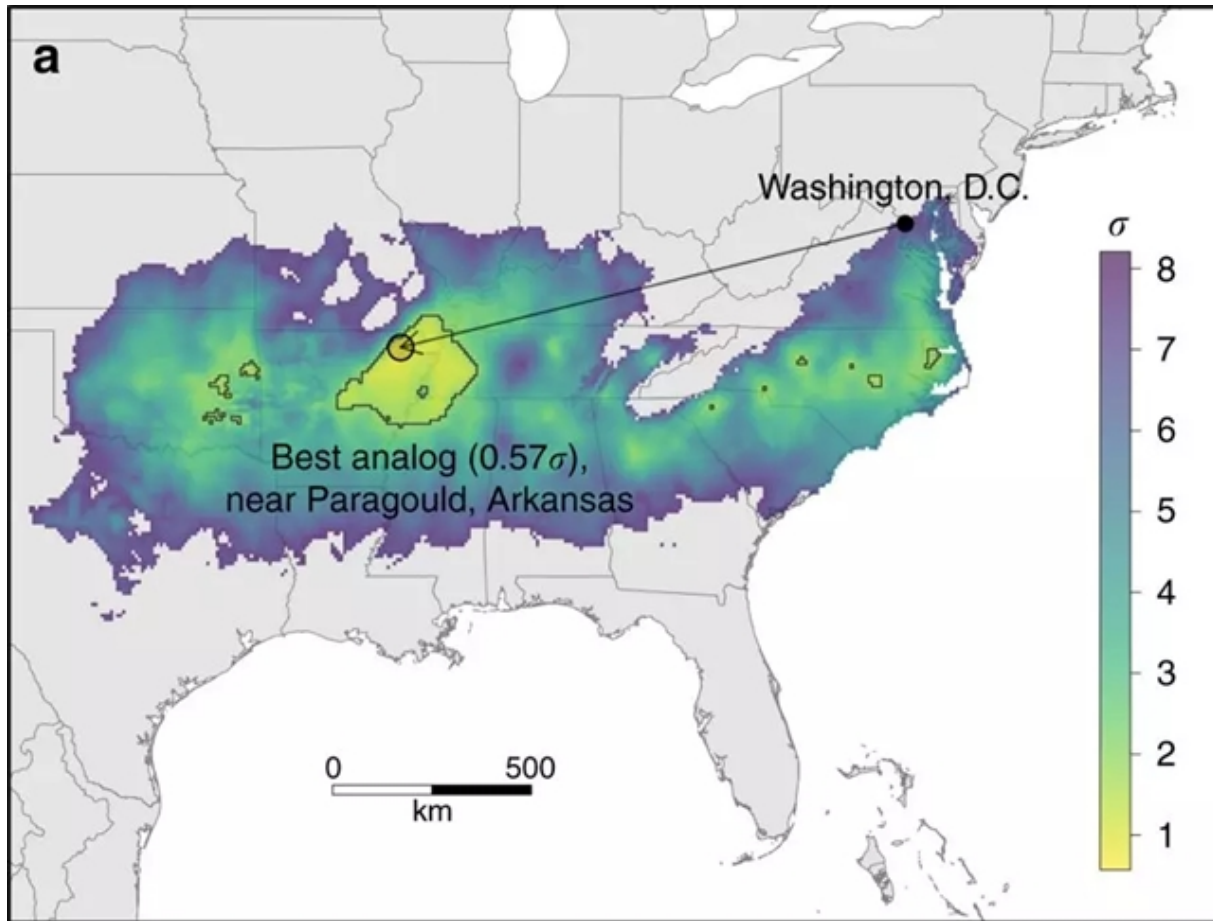 a
Washington, D.C.
σ
8
7
6
5
4
3
2
1
Best analog (0.57σ),
near Paragould, Arkansas
0 500
km